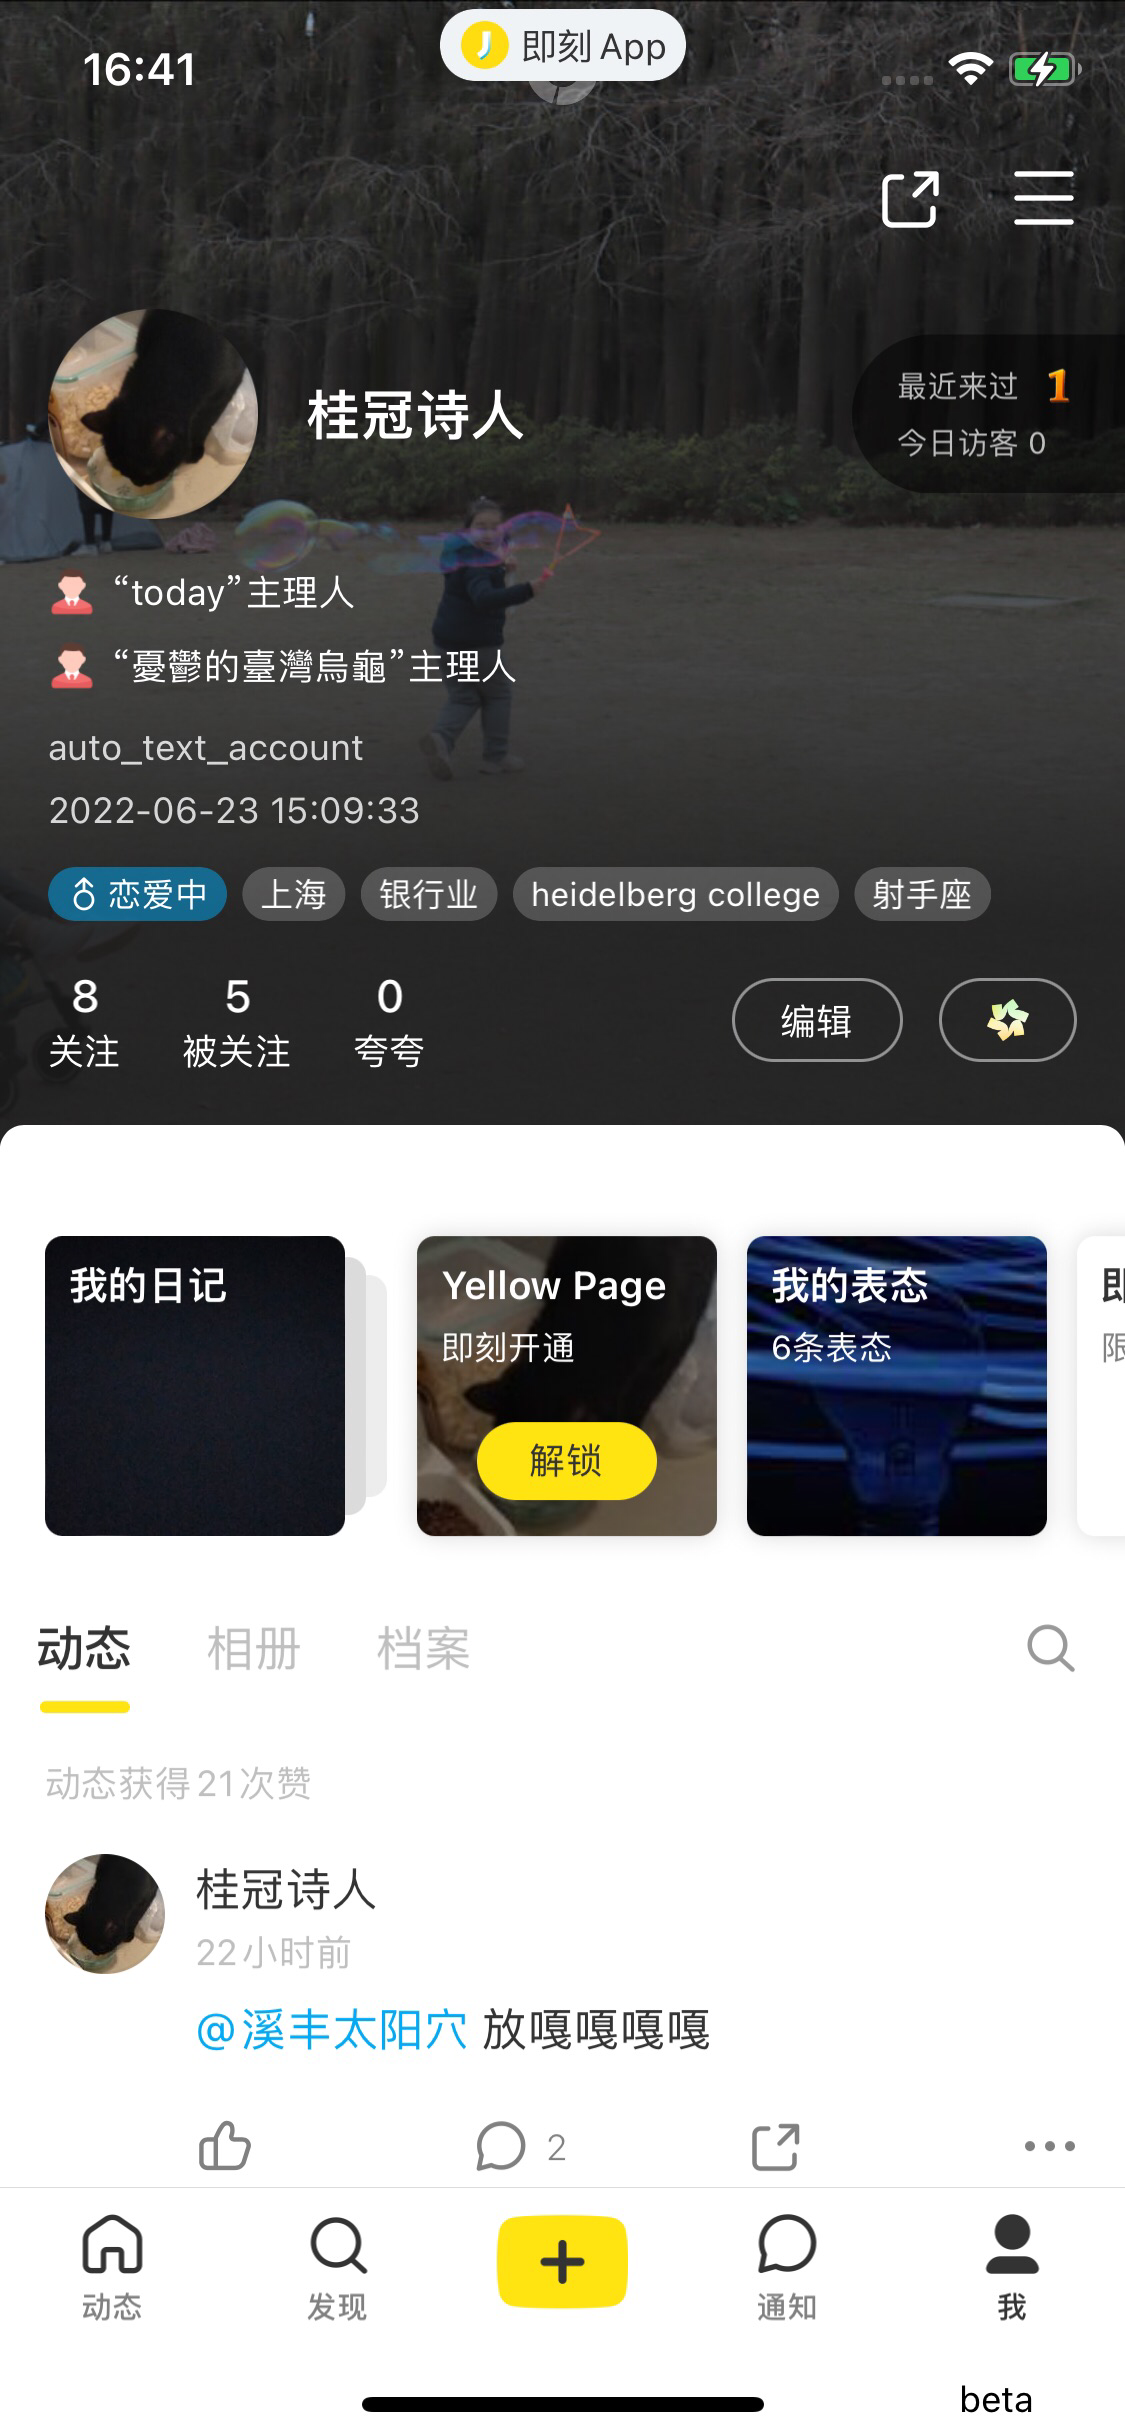 16:41
即刻 App
最近来过 1
今日访客 0
桂冠诗人
“today”主理人
“憂鬱的臺灣烏龜”主理人
auto_text_account
2022-06-23 15:09:33
恋爱中 上海 银行业 heidelberg college 射手座
8 5 0
关注 被关注 夸夸
编辑
我的日记
Yellow Page
即刻开通
解锁
我的表态
6条表态
动态 相册 档案
动态获得21次赞
桂冠诗人
22小时前
@溪丰太阳穴 放嘎嘎嘎嘎
2
动态 发现 通知 我
beta